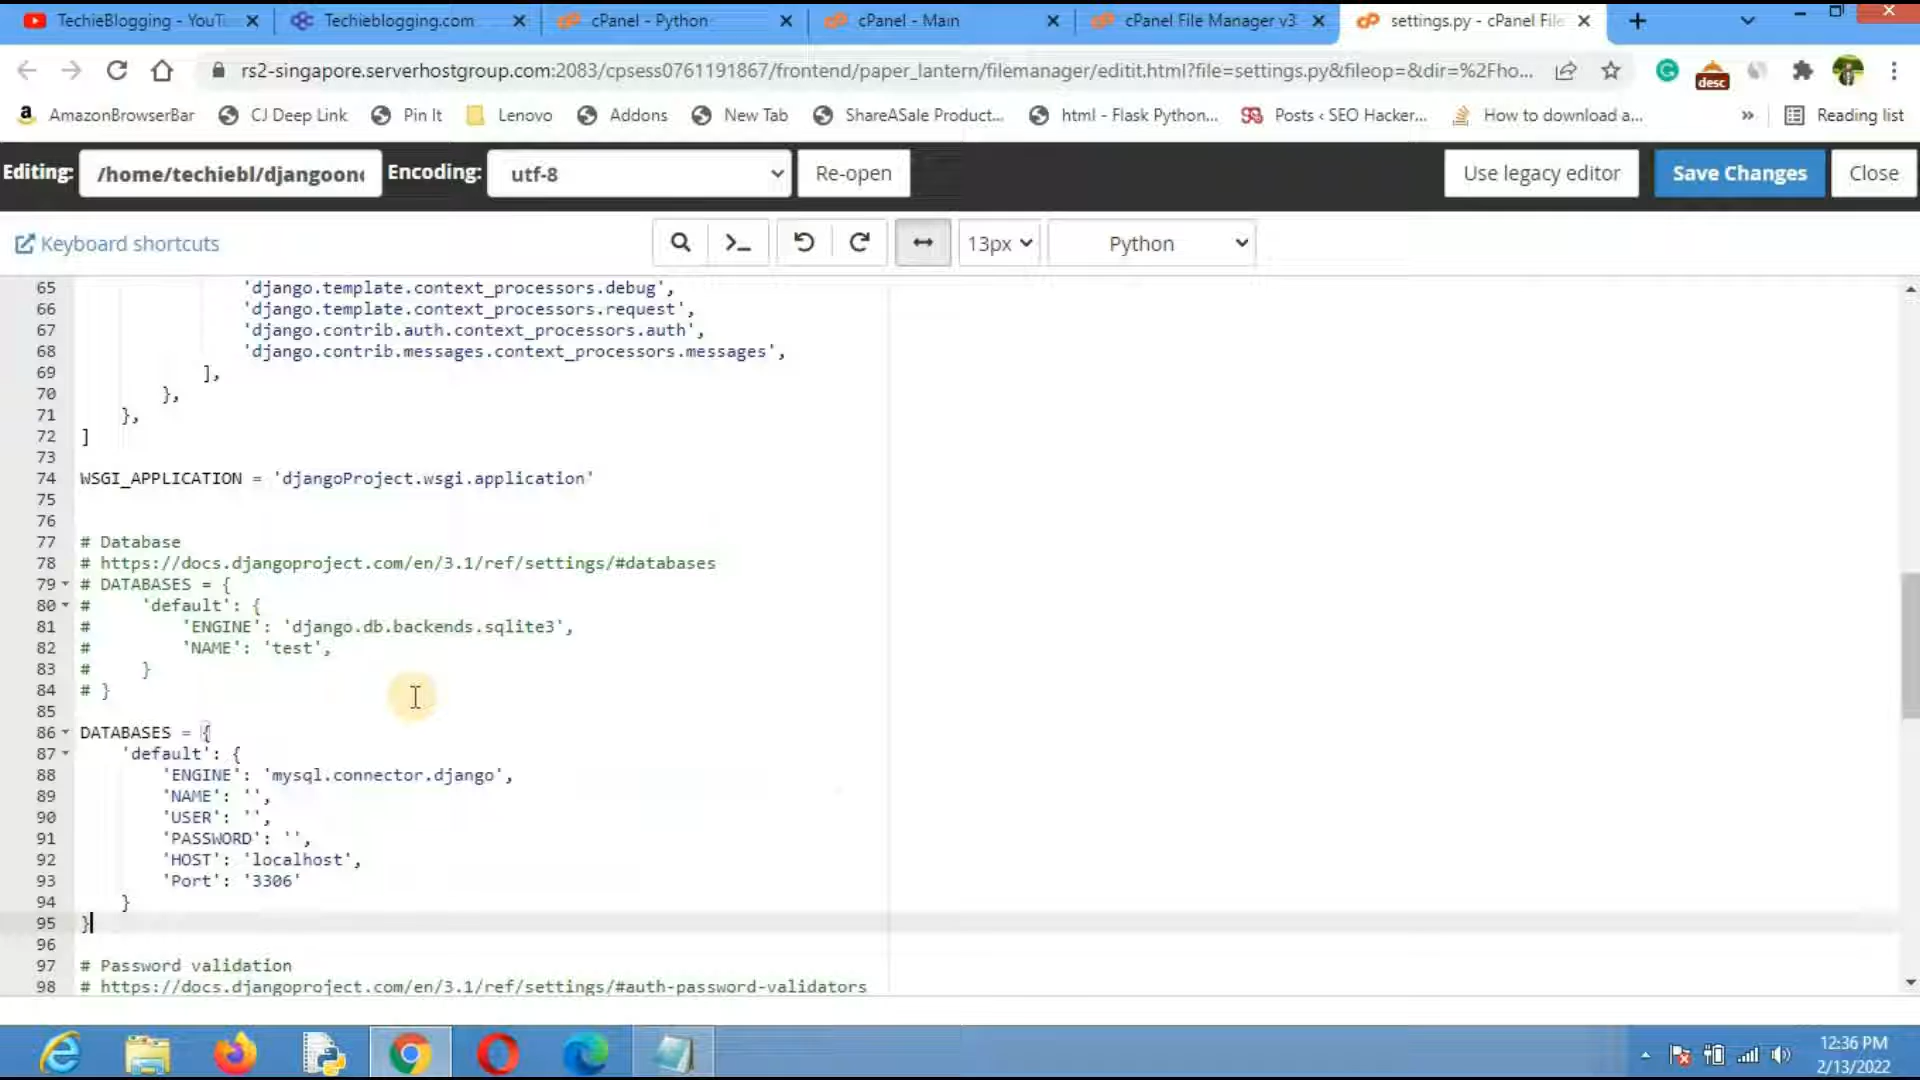 TechieBlogging - YouTu
Techieblogging.com
cPanel - Python
cPanel - Main
cPanel File Manager v3
settings.py - cPanel File
rs2-singapore.serverhostgroup.com:2083/cpsess0761191867/frontend/paper_lantern/filemanager/editit.html?file=settings.py&fileop=&dir=%2Fho...
desc
AmazonBrowserBar
CJ Deep Link
Pin It
Lenovo
Addons
New Tab
ShareASale Product...
html - Flask Python...
Posts ‹ SEO Hacker...
How to download a...
»
Reading list
Editing:
/home/techiebl/djangoon
Encoding:
utf-8
Re-open
Use legacy editor
Save Changes
Close
Keyboard shortcuts
13px
Python
65 'django.template.context_processors.debug',
66 'django.template.context_processors.request',
67 'django.contrib.auth.context_processors.auth',
68 'django.contrib.messages.context_processors.messages',
69 ],
70 },
71 },
72 ]
73
74 WSGI_APPLICATION = 'djangoProject.wsgi.application'
75
76
77 # Database
78 # https://docs.djangoproject.com/en/3.1/ref/settings/#databases
79 # DATABASES = {
80 # 'default': {
81 # 'ENGINE': 'django.db.backends.sqlite3',
82 # 'NAME': 'test',
83 # }
84 # }
85
86 DATABASES = {
87 'default': {
88 'ENGINE': 'mysql.connector.django',
89 'NAME': '',
90 'USER': '',
91 'PASSWORD': '',
92 'HOST': 'localhost',
93 'Port': '3306'
94 }
95 }
96
97 # Password validation
98 # https://docs.djangoproject.com/en/3.1/ref/settings/#auth-password-validators
12:36 PM
2/13/2022